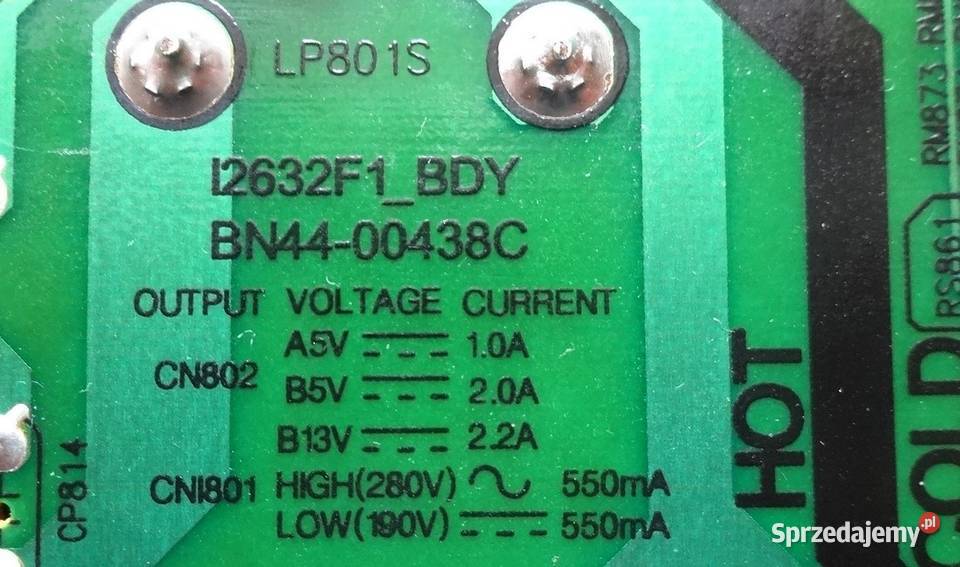 LP801S
I2632F1_BDY
BN44-00438C
OUTPUT VOLTAGE CURRENT
CN802
A5V 1.0A
B5V 2.0A
B13V 2.2A
CNI801
HIGH(280V) 550mA
LOW(190V) 550mA
CP814
HOT
COLD
RS861
RM873
Sprzedajemy.pl